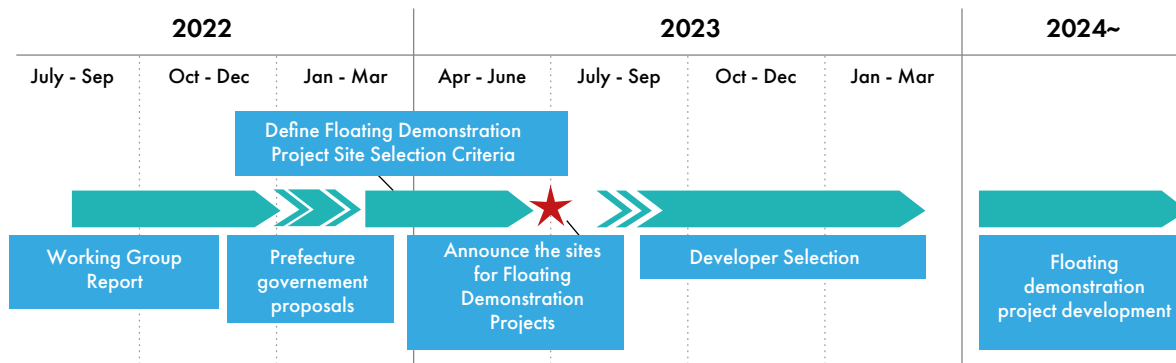 2022
2023
2024~
July - Sep
Oct - Dec
Jan - Mar
Apr - June
July - Sep
Oct - Dec
Jan - Mar
Define Floating Demonstration
Project Site Selection Criteria
Working Group
Report
Prefecture
governement
proposals
Announce the sites
for Floating
Demonstration
Projects
Developer Selection
Floating
demonstration
project development